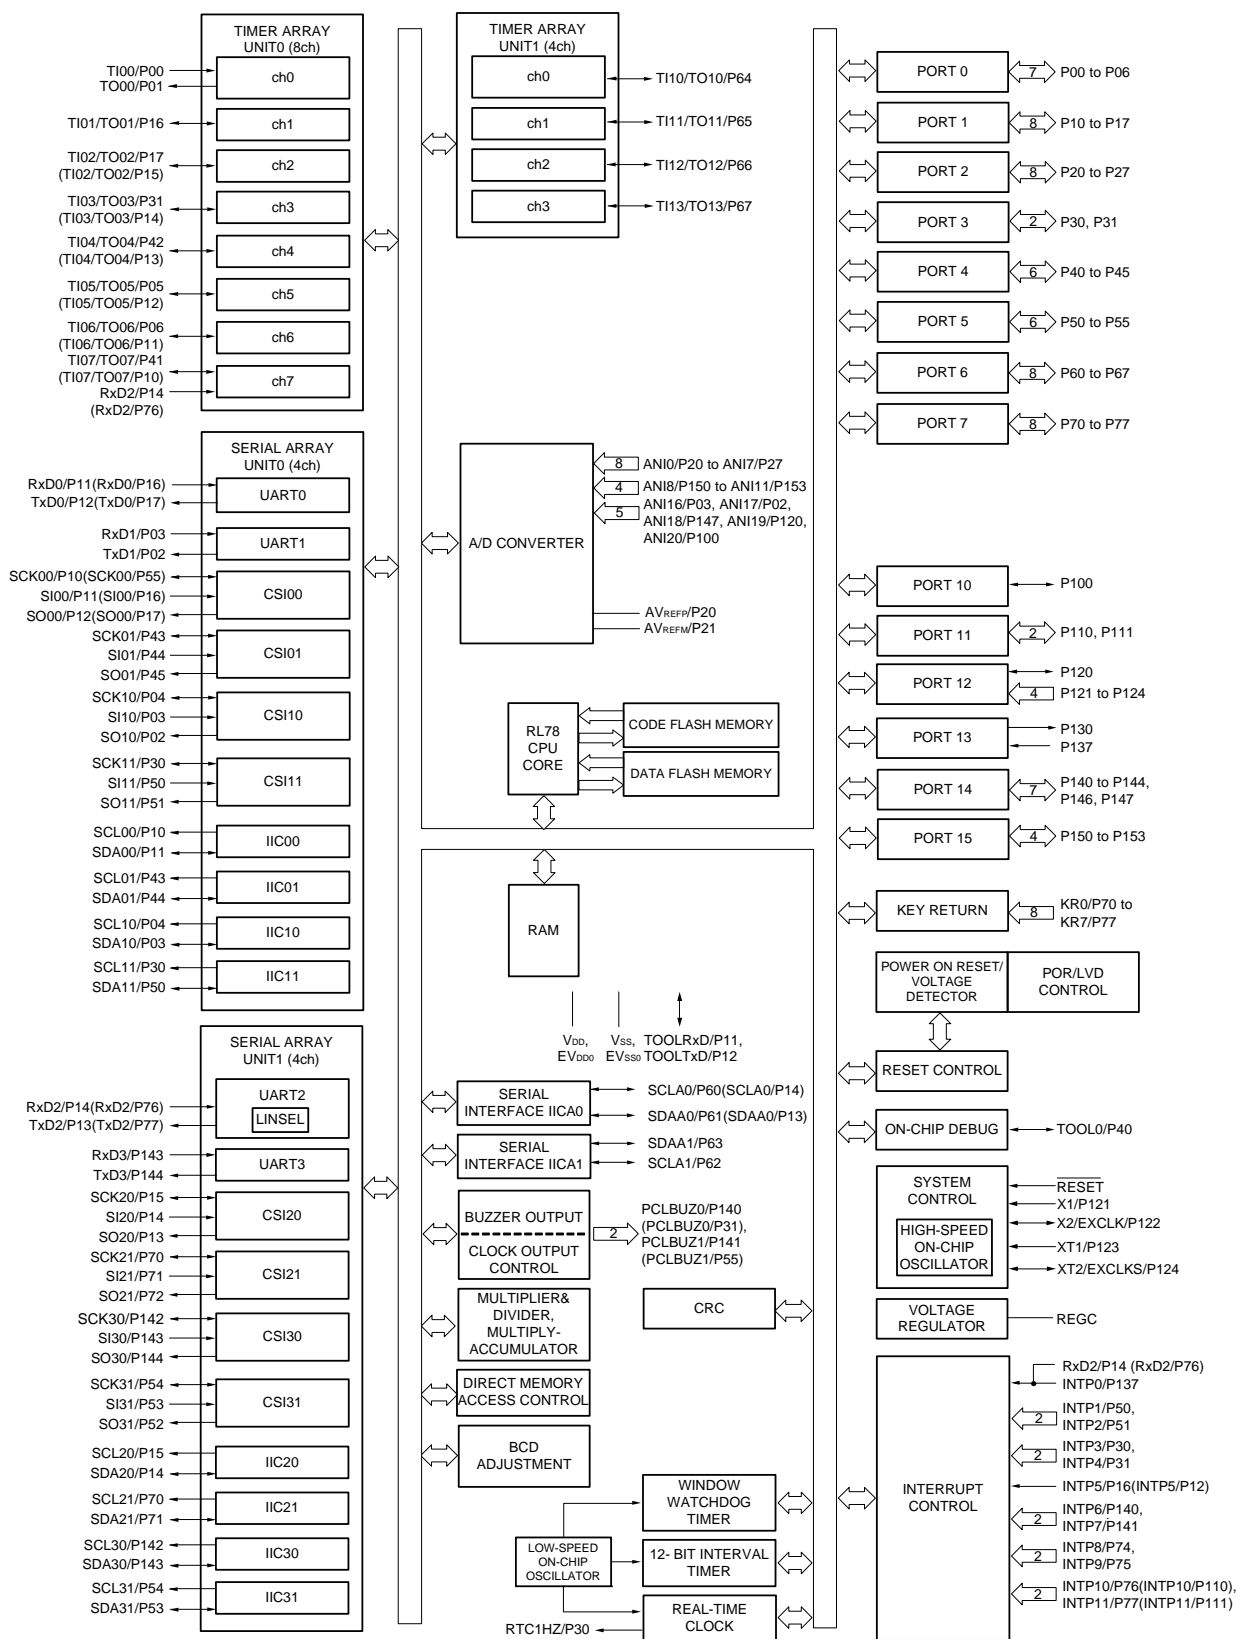 TIMER ARRAY
UNIT0 (8ch)
TI00/P00
TO00/P01
ch0
TI01/TO01/P16
ch1
TI02/TO02/P17
(TI02/TO02/P15)
ch2
TI03/TO03/P31
(TI03/TO03/P14)
ch3
TI04/TO04/P42
(TI04/TO04/P13)
ch4
TI05/TO05/P05
(TI05/TO05/P12)
ch5
TI06/TO06/P06
(TI06/TO06/P11)
ch6
TI07/TO07/P41
(TI07/TO07/P10)
RxD2/P14
(RxD2/P76)
ch7
SERIAL ARRAY
UNIT0 (4ch)
RxD0/P11(RxD0/P16)
TxD0/P12(TxD0/P17)
UART0
RxD1/P03
TxD1/P02
UART1
SCK00/P10(SCK00/P55)
SI00/P11(SI00/P16)
SO00/P12(SO00/P17)
CSI00
SCK01/P43
SI01/P44
SO01/P45
CSI01
SCK10/P04
SI10/P03
SO10/P02
CSI10
SCK11/P30
SI11/P50
SO11/P51
CSI11
SCL00/P10
SDA00/P11
IIC00
SCL01/P43
SDA01/P44
IIC01
SCL10/P04
SDA10/P03
IIC10
SCL11/P30
SDA11/P50
IIC11
SERIAL ARRAY
UNIT1 (4ch)
RxD2/P14(RxD2/P76)
TxD2/P13(TxD2/P77)
UART2
LINSEL
RxD3/P143
TxD3/P144
UART3
SCK20/P15
SI20/P14
SO20/P13
CSI20
SCK21/P70
SI21/P71
SO21/P72
CSI21
SCK30/P142
SI30/P143
SO30/P144
CSI30
SCK31/P54
SI31/P53
SO31/P52
CSI31
SCL20/P15
SDA20/P14
IIC20
SCL21/P70
SDA21/P71
IIC21
SCL30/P142
SDA30/P143
IIC30
SCL31/P54
SDA31/P53
IIC31
TIMER ARRAY
UNIT1 (4ch)
ch0
TI10/TO10/P64
ch1
TI11/TO11/P65
ch2
TI12/TO12/P66
ch3
TI13/TO13/P67
A/D CONVERTER
8 ANI0/P20 to ANI7/P27
4 ANI8/P150 to ANI11/P153
5 ANI16/P03, ANI17/P02,
ANI18/P147, ANI19/P120,
ANI20/P100
AVREFP/P20
AVREFM/P21
RL78
CPU
CORE
CODE FLASH MEMORY
DATA FLASH MEMORY
RAM
VDD,
EVDD0
VSS,
EVSS0
TOOLRxD/P11,
TOOLTxD/P12
SERIAL
INTERFACE IICA0
SCLA0/P60(SCLA0/P14)
SDAA0/P61(SDAA0/P13)
SERIAL
INTERFACE IICA1
SDAA1/P63
SCLA1/P62
BUZZER OUTPUT
CLOCK OUTPUT
CONTROL
2
PCLBUZ0/P140
(PCLBUZ0/P31),
PCLBUZ1/P141
(PCLBUZ1/P55)
MULTIPLIER&
DIVIDER,
MULTIPLY-
ACCUMULATOR
CRC
DIRECT MEMORY
ACCESS CONTROL
BCD
ADJUSTMENT
WINDOW
WATCHDOG
TIMER
LOW-SPEED
ON-CHIP
OSCILLATOR
12- BIT INTERVAL
TIMER
REAL-TIME
CLOCK
RTC1HZ/P30
PORT 0 7 P00 to P06
PORT 1 8 P10 to P17
PORT 2 8 P20 to P27
PORT 3 2 P30, P31
PORT 4 6 P40 to P45
PORT 5 6 P50 to P55
PORT 6 8 P60 to P67
PORT 7 8 P70 to P77
PORT 10 P100
PORT 11 2 P110, P111
PORT 12
P120
4 P121 to P124
PORT 13
P130
P137
PORT 14 7
P140 to P144,
P146, P147
PORT 15 4 P150 to P153
KEY RETURN 8
KR0/P70 to
KR7/P77
POWER ON RESET/
VOLTAGE
DETECTOR
POR/LVD
CONTROL
RESET CONTROL
ON-CHIP DEBUG TOOL0/P40
SYSTEM
CONTROL
HIGH-SPEED
ON-CHIP
OSCILLATOR
RESET
X1/P121
X2/EXCLK/P122
XT1/P123
XT2/EXCLKS/P124
VOLTAGE
REGULATOR
REGC
INTERRUPT
CONTROL
RxD2/P14 (RxD2/P76)
INTP0/P137
2 INTP1/P50,
INTP2/P51
2 INTP3/P30,
INTP4/P31
INTP5/P16(INTP5/P12)
2 INTP6/P140,
INTP7/P141
2 INTP8/P74,
INTP9/P75
2 INTP10/P76(INTP10/P110),
INTP11/P77(INTP11/P111)